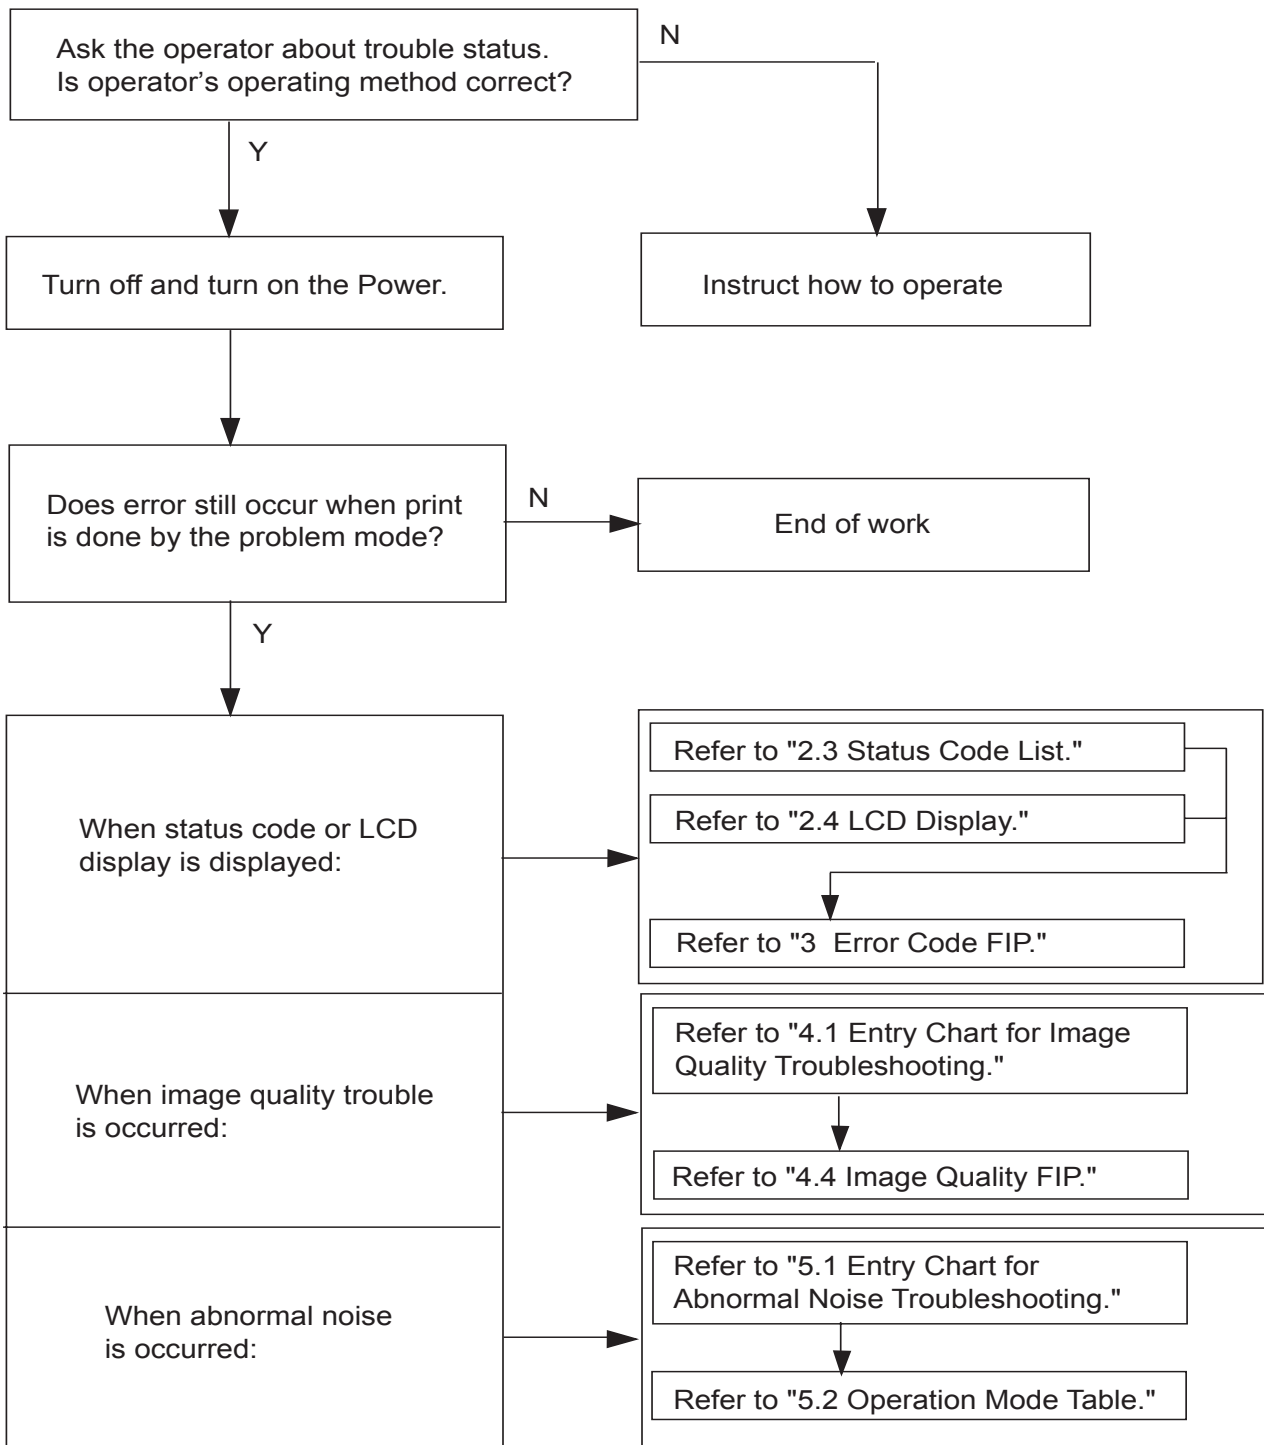 Ask the operator about trouble status.
Is operator’s operating method correct?
N
Y
Turn off and turn on the Power.
Instruct how to operate
Does error still occur when print
is done by the problem mode?
N
End of work
Y
When status code or LCD
display is displayed:
Refer to "2.3 Status Code List."
Refer to "2.4 LCD Display."
Refer to "3  Error Code FIP."
When image quality trouble
is occurred:
Refer to "4.1 Entry Chart for Image
Quality Troubleshooting."
Refer to "4.4 Image Quality FIP."
When abnormal noise
is occurred:
Refer to "5.1 Entry Chart for
Abnormal Noise Troubleshooting."
Refer to "5.2 Operation Mode Table."